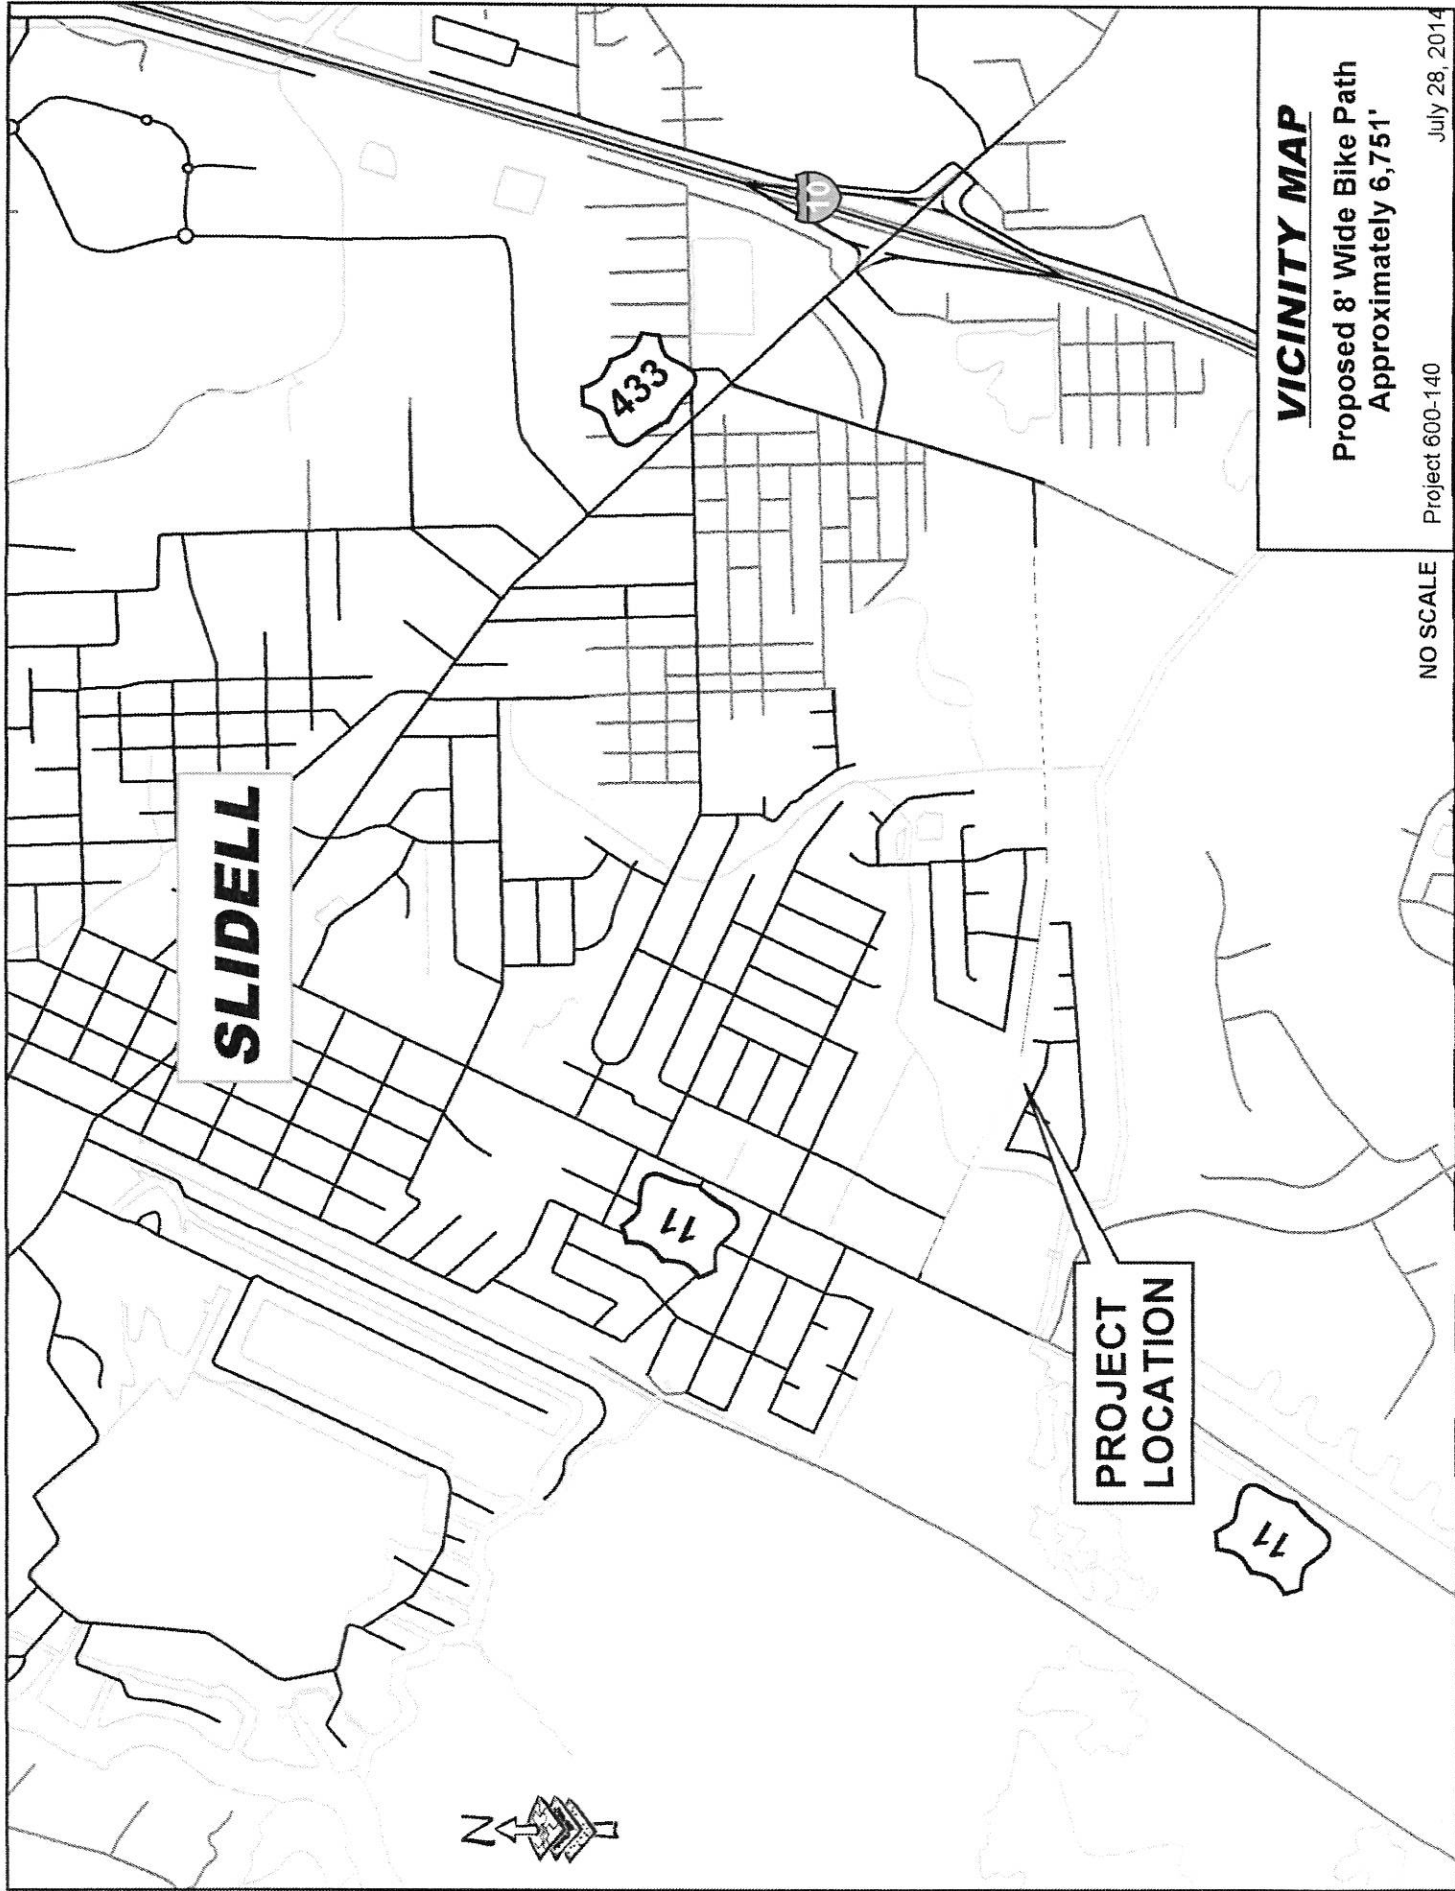 SLIDELL
433
10
11
N
PROJECT
LOCATION
11
VICINITY MAP
Proposed 8' Wide Bike Path
Approximately 6,751'
NO SCALE
Project 600-140
July 28, 2014